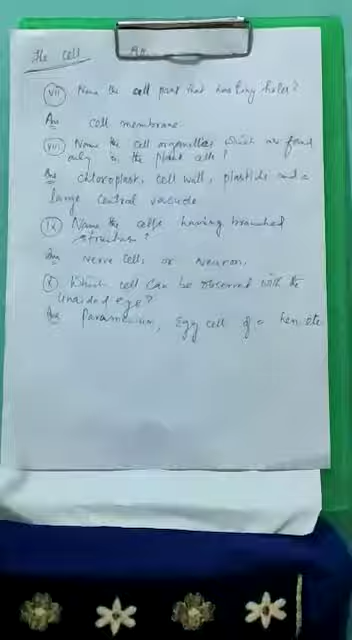 The Cell
(vii) Name the cell part that has tiny holes?
Ans cell membrane.
(viii) Name the cell organelles which are found
only in the plant cells?
Ans chloroplast, cell wall, plastids and a
large central vacuole
(ix) Name the cells having branched
structure?
Ans Nerve cells or Neuron.
(x) Which cell can be observed with the
unaided eye?
Ans Paramecium, Egg cell of a hen etc